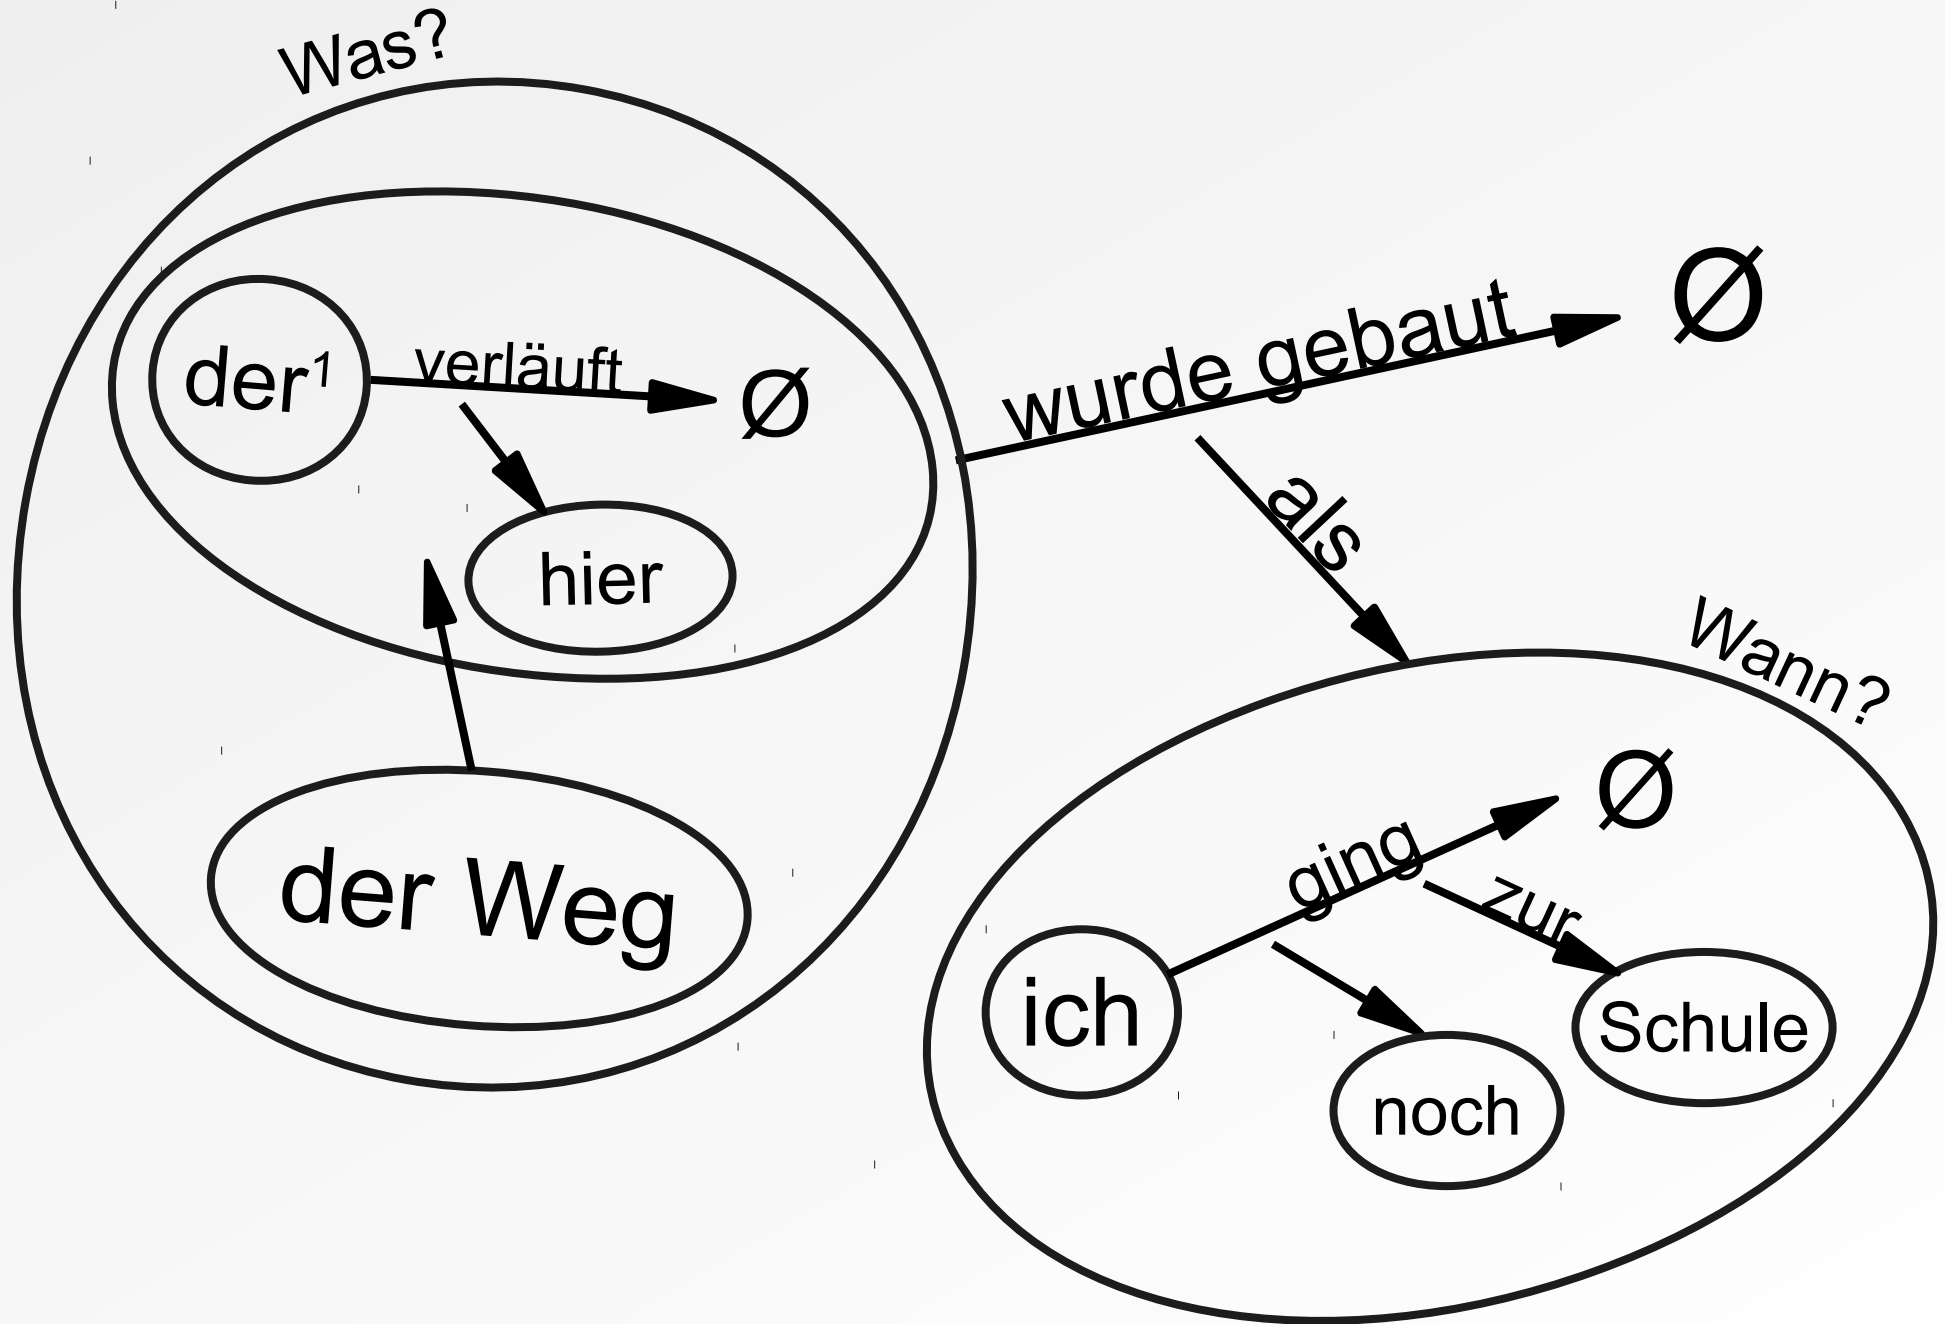 Was?
der¹
verläuft
Ø
hier
der Weg
wurde gebaut
Ø
als
Wann?
ich
ging
Ø
zur
Schule
noch